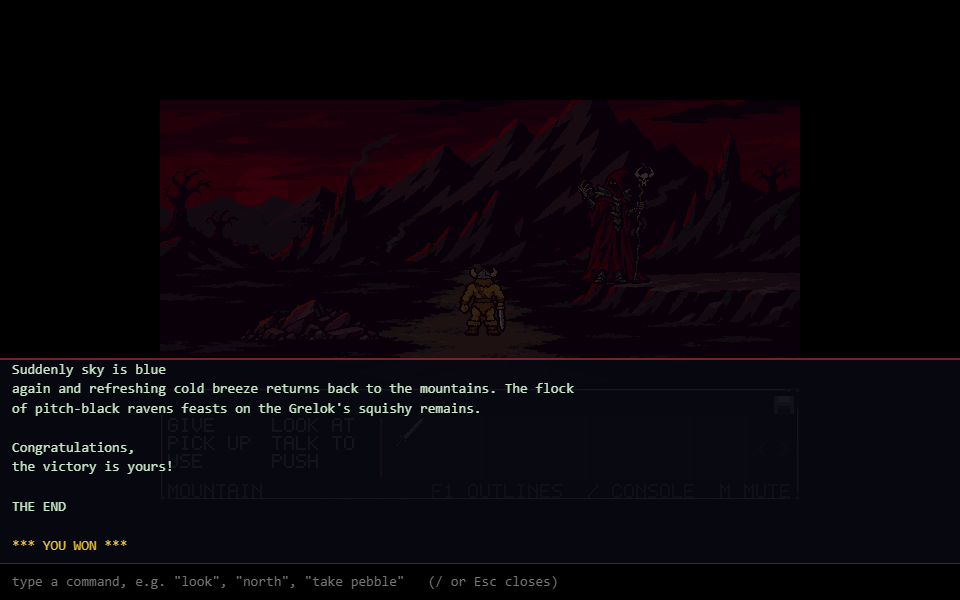 Suddenly sky is blue
again and refreshing cold breeze returns back to the mountains. The flock
of pitch-black ravens feasts on the Grelok's squishy remains.
GIVE LOOK AT
Congratulations,
PICK UP TALK TO
the victory is yours!
USE PUSH
MOUNTAIN F1 OUTLINES / CONSOLE M MUTE
THE END
*** YOU WON ***
type a command, e.g. "look", "north", "take pebble" (/ or Esc closes)